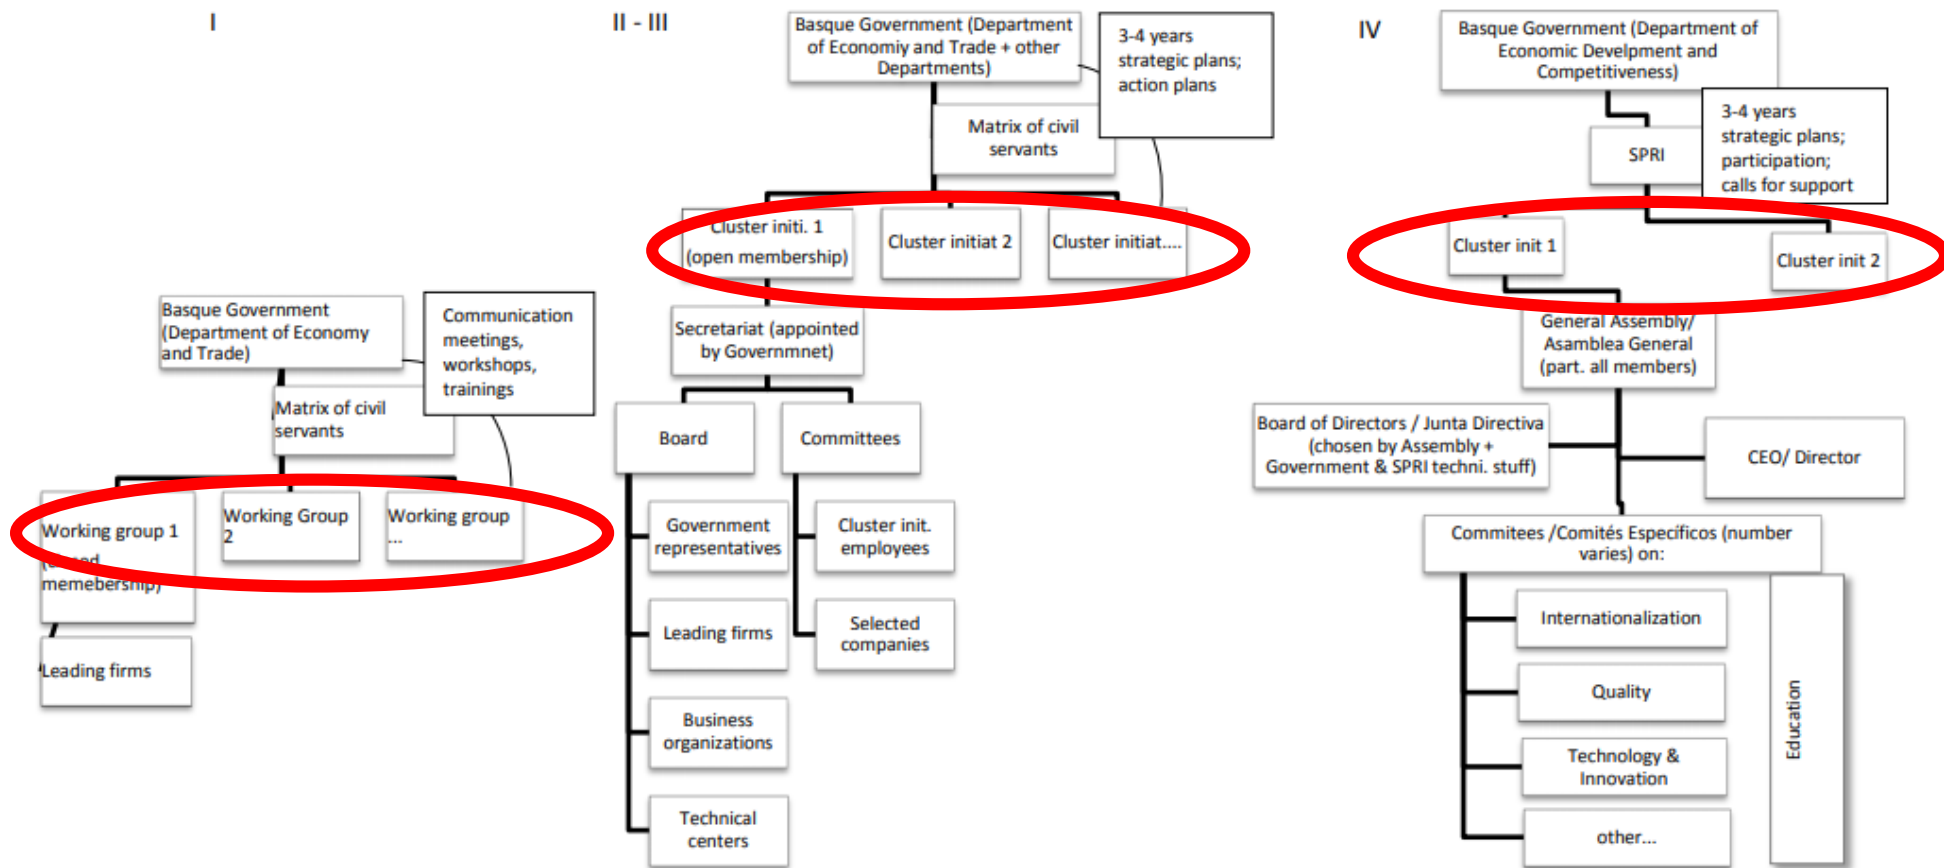 I
Basque Government
(Department of Economy
and Trade)
Communication
meetings,
workshops,
trainings
Matrix of civil
servants
Working group 1
memebership)
Working Group
2
Working group
...
Leading firms
II - III
Basque Government (Department
of Economiy and Trade + other
Departments)
3-4 years
strategic plans;
action plans
Matrix of civil
servants
Cluster initi. 1
(open membership)
Cluster initiat 2
Cluster initiat....
Secretariat (appointed
by Governmnet)
Board
Committees
Government
representatives
Leading firms
Business
organizations
Technical
centers
Cluster init.
employees
Selected
companies
IV
Basque Government (Department of
Economic Develpment and
Competitiveness)
SPRI
3-4 years
strategic plans;
participation;
calls for support
Cluster init 1
Cluster init 2
General Assembly/
Asamblea General
(part. all members)
Board of Directors / Junta Directiva
(chosen by Assembly +
Government & SPRI techni. stuff)
CEO/ Director
Commitees /Comités Específicos (number
varies) on:
Internationalization
Quality
Technology &
Innovation
other...
Education